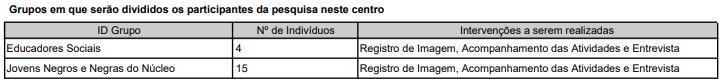 Grupos em que serão divididos os participantes da pesquisa neste centro
ID Grupo Nº de Indivíduos Intervenções a serem realizadas
Educadores Sociais 4 Registro de Imagem, Acompanhamento das Atividades e Entrevista
Jovens Negros e Negras do Núcleo 15 Registro de Imagem, Acompanhamento das Atividades e Entrevista